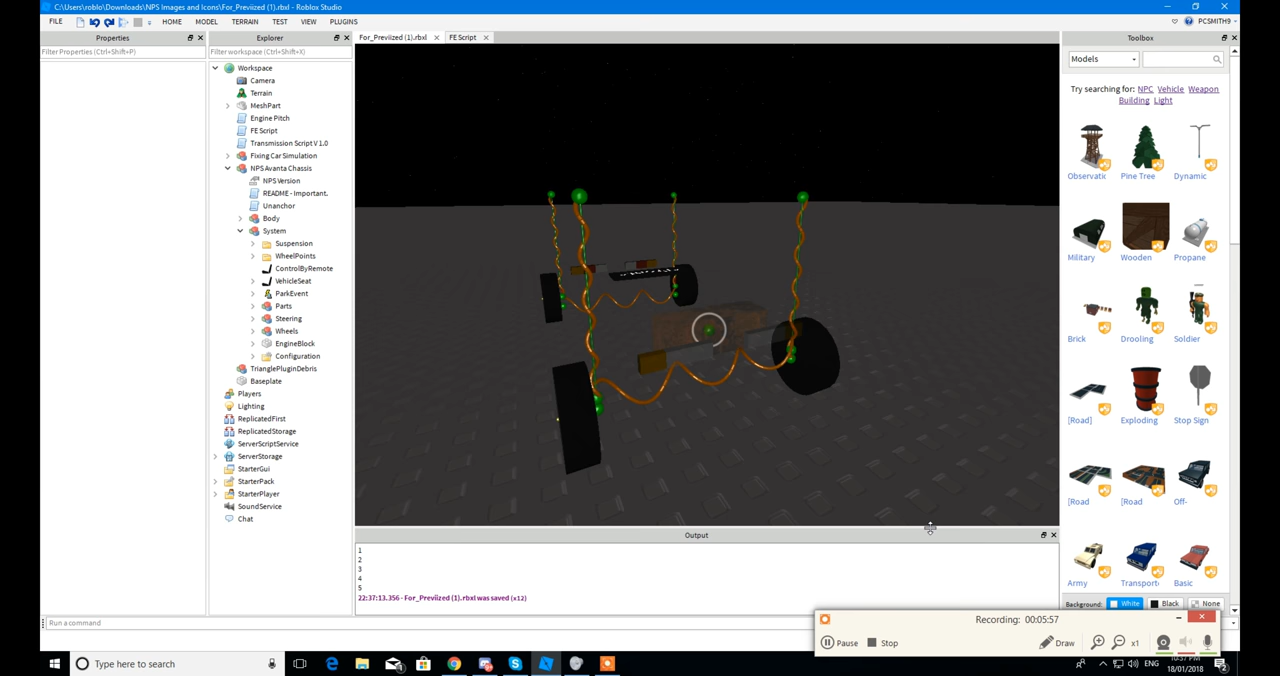 C:\Users\roblo\Downloads\NPS Images and Icons\For_Previized (1).rbxl - Roblox Studio
FILE HOME MODEL TERRAIN TEST VIEW PLUGINS PCSMITH9
Properties
Filter Properties (Ctrl+Shift+P)
Explorer
Filter workspace (Ctrl+Shift+X)
Workspace
Camera
Terrain
MeshPart
Engine Pitch
FE Script
Transmission Script V 1.0
Fixing Car Simulation
NPS Avanta Chassis
NPS Version
README - Important.
Unanchor
Body
System
Suspension
WheelPoints
ControlByRemote
VehicleSeat
ParkEvent
Parts
Steering
Wheels
EngineBlock
Configuration
TrianglePluginDebris
Baseplate
Players
Lighting
ReplicatedFirst
ReplicatedStorage
ServerScriptService
ServerStorage
StarterGui
StarterPack
StarterPlayer
SoundService
Chat
For_Previized (1).rbxl FE Script
Output
1
2
3
4
5
22:37:13.356 - For_Previized (1).rbxl was saved (x12)
Toolbox
Models
Try searching for: NPC Vehicle Weapon
Building Light
Observatic Pine Tree Dynamic
Military Wooden Propane
Brick Drooling Soldier
[Road] Exploding Stop Sign
[Road [Road Off-
Army Transport Basic
Background: White Black None
Run a command
Recording: 00:05:57
Pause Stop Draw x1
Type here to search
ENG
10:37 PM
18/01/2018
2